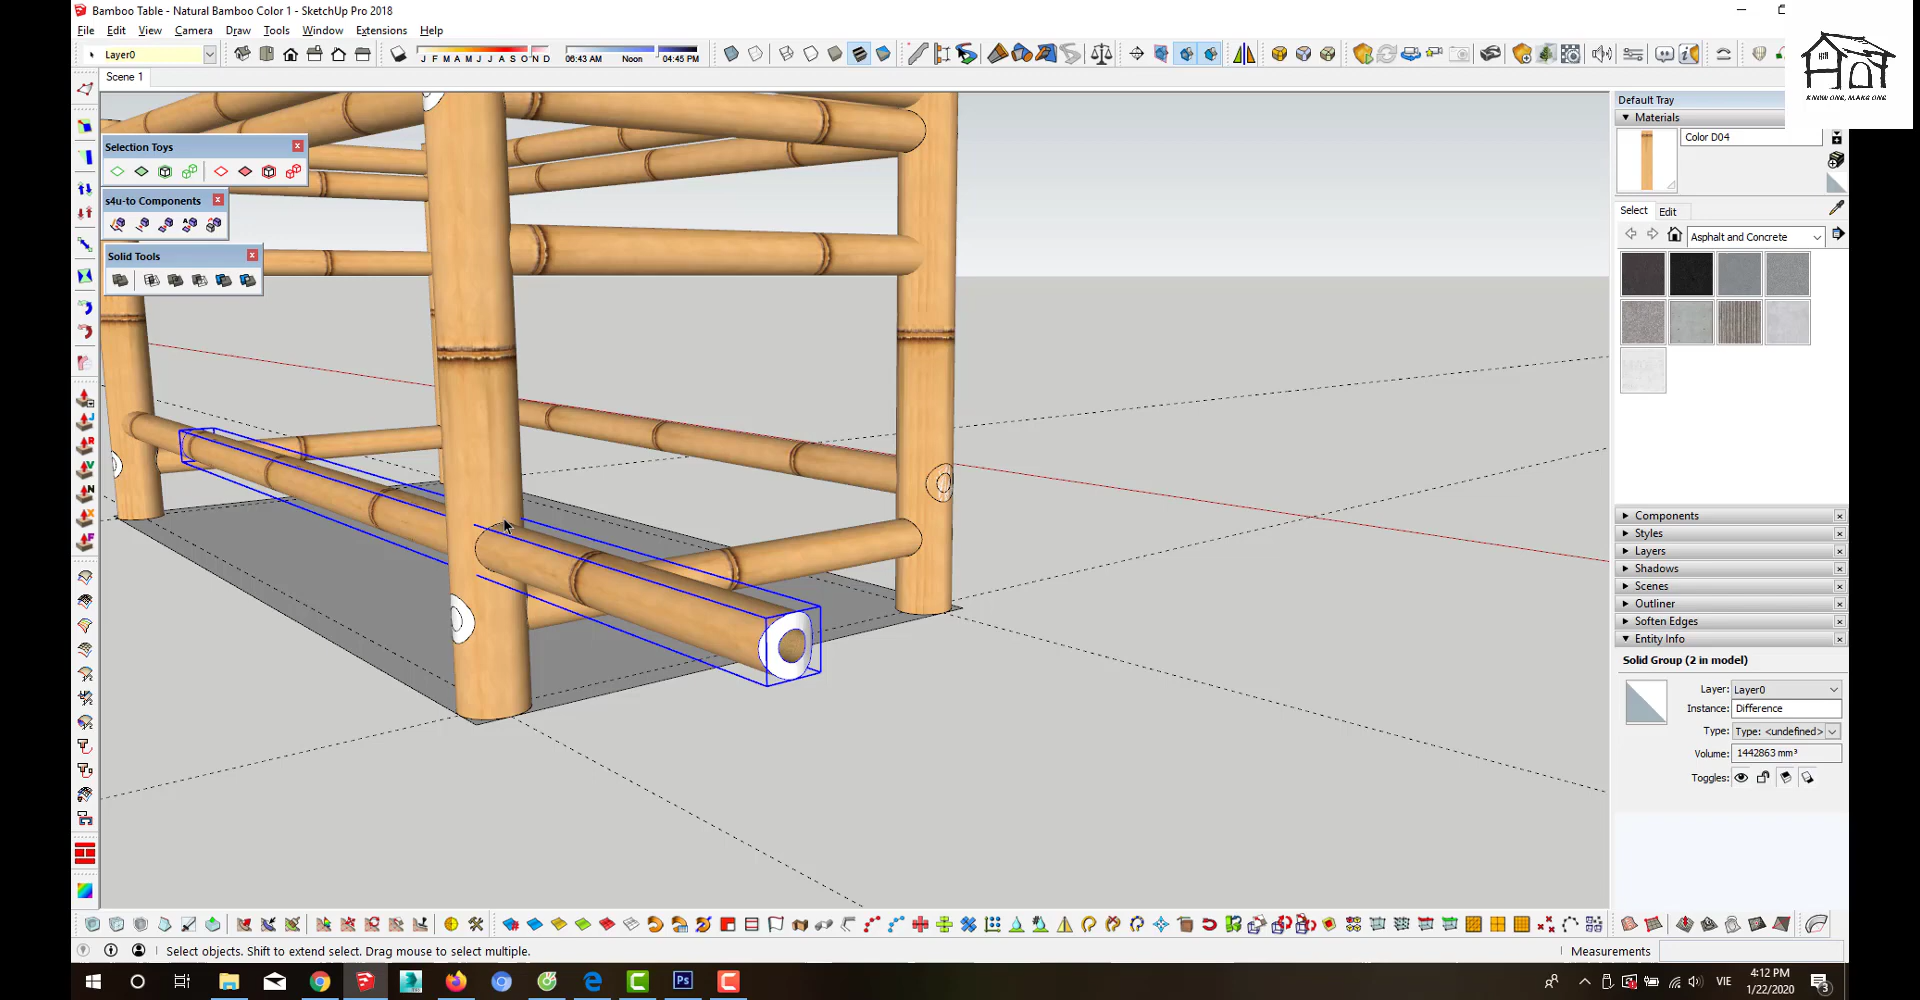 Bamboo Table - Natural Bamboo Color 1 - SketchUp Pro 2018
File Edit View Camera Draw Tools Window Extensions Help
Layer0
J F M A M J J A S O N D
06:43 AM Noon 04:45 PM
Scene 1
KNOW ONE, MAKE ONE
Default Tray
Materials
Color D04
Selection Toys
s4u-to Components
Solid Tools
Select Edit
Asphalt and Concrete
Components
Styles
Layers
Shadows
Scenes
Outliner
Soften Edges
Entity Info
Solid Group (2 in model)
Layer: Layer0
Instance: Difference
Type: Type: <undefined>
Volume: 1442863 mm³
Toggles:
Select objects. Shift to extend select. Drag mouse to select multiple.
Measurements
VIE
4:12 PM
1/22/2020